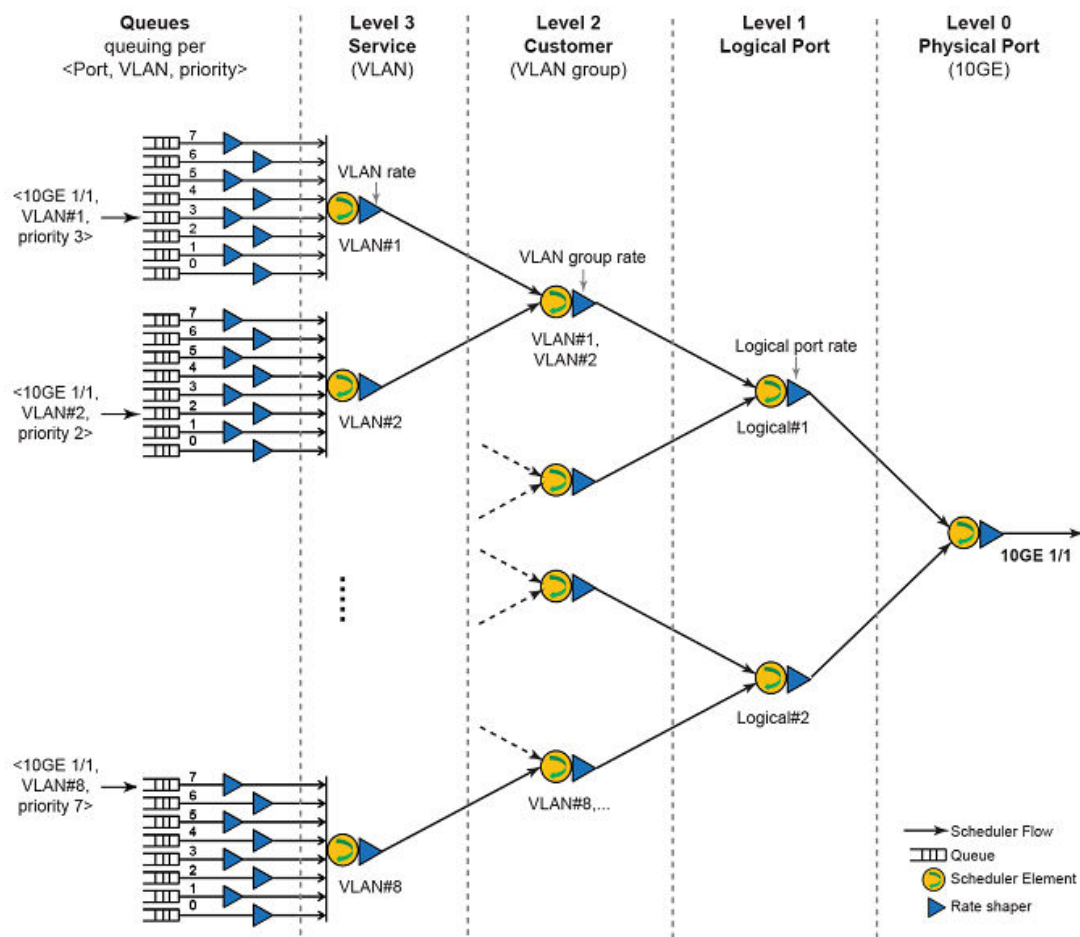 Queues
queuing per
<Port, VLAN, priority>
Level 3
Service
(VLAN)
Level 2
Customer
(VLAN group)
Level 1
Logical Port
Level 0
Physical Port
(10GE)
<10GE 1/1,
VLAN#1,
priority 3>
7
6
5
4
3
2
1
0
VLAN rate
VLAN#1
VLAN group rate
VLAN#1,
VLAN#2
<10GE 1/1,
VLAN#2,
priority 2>
7
6
5
4
3
2
1
0
VLAN#2
Logical port rate
Logical#1
10GE 1/1
Logical#2
<10GE 1/1,
VLAN#8,
priority 7>
7
6
5
4
3
2
1
0
VLAN#8
VLAN#8,...
Scheduler Flow
Queue
Scheduler Element
Rate shaper